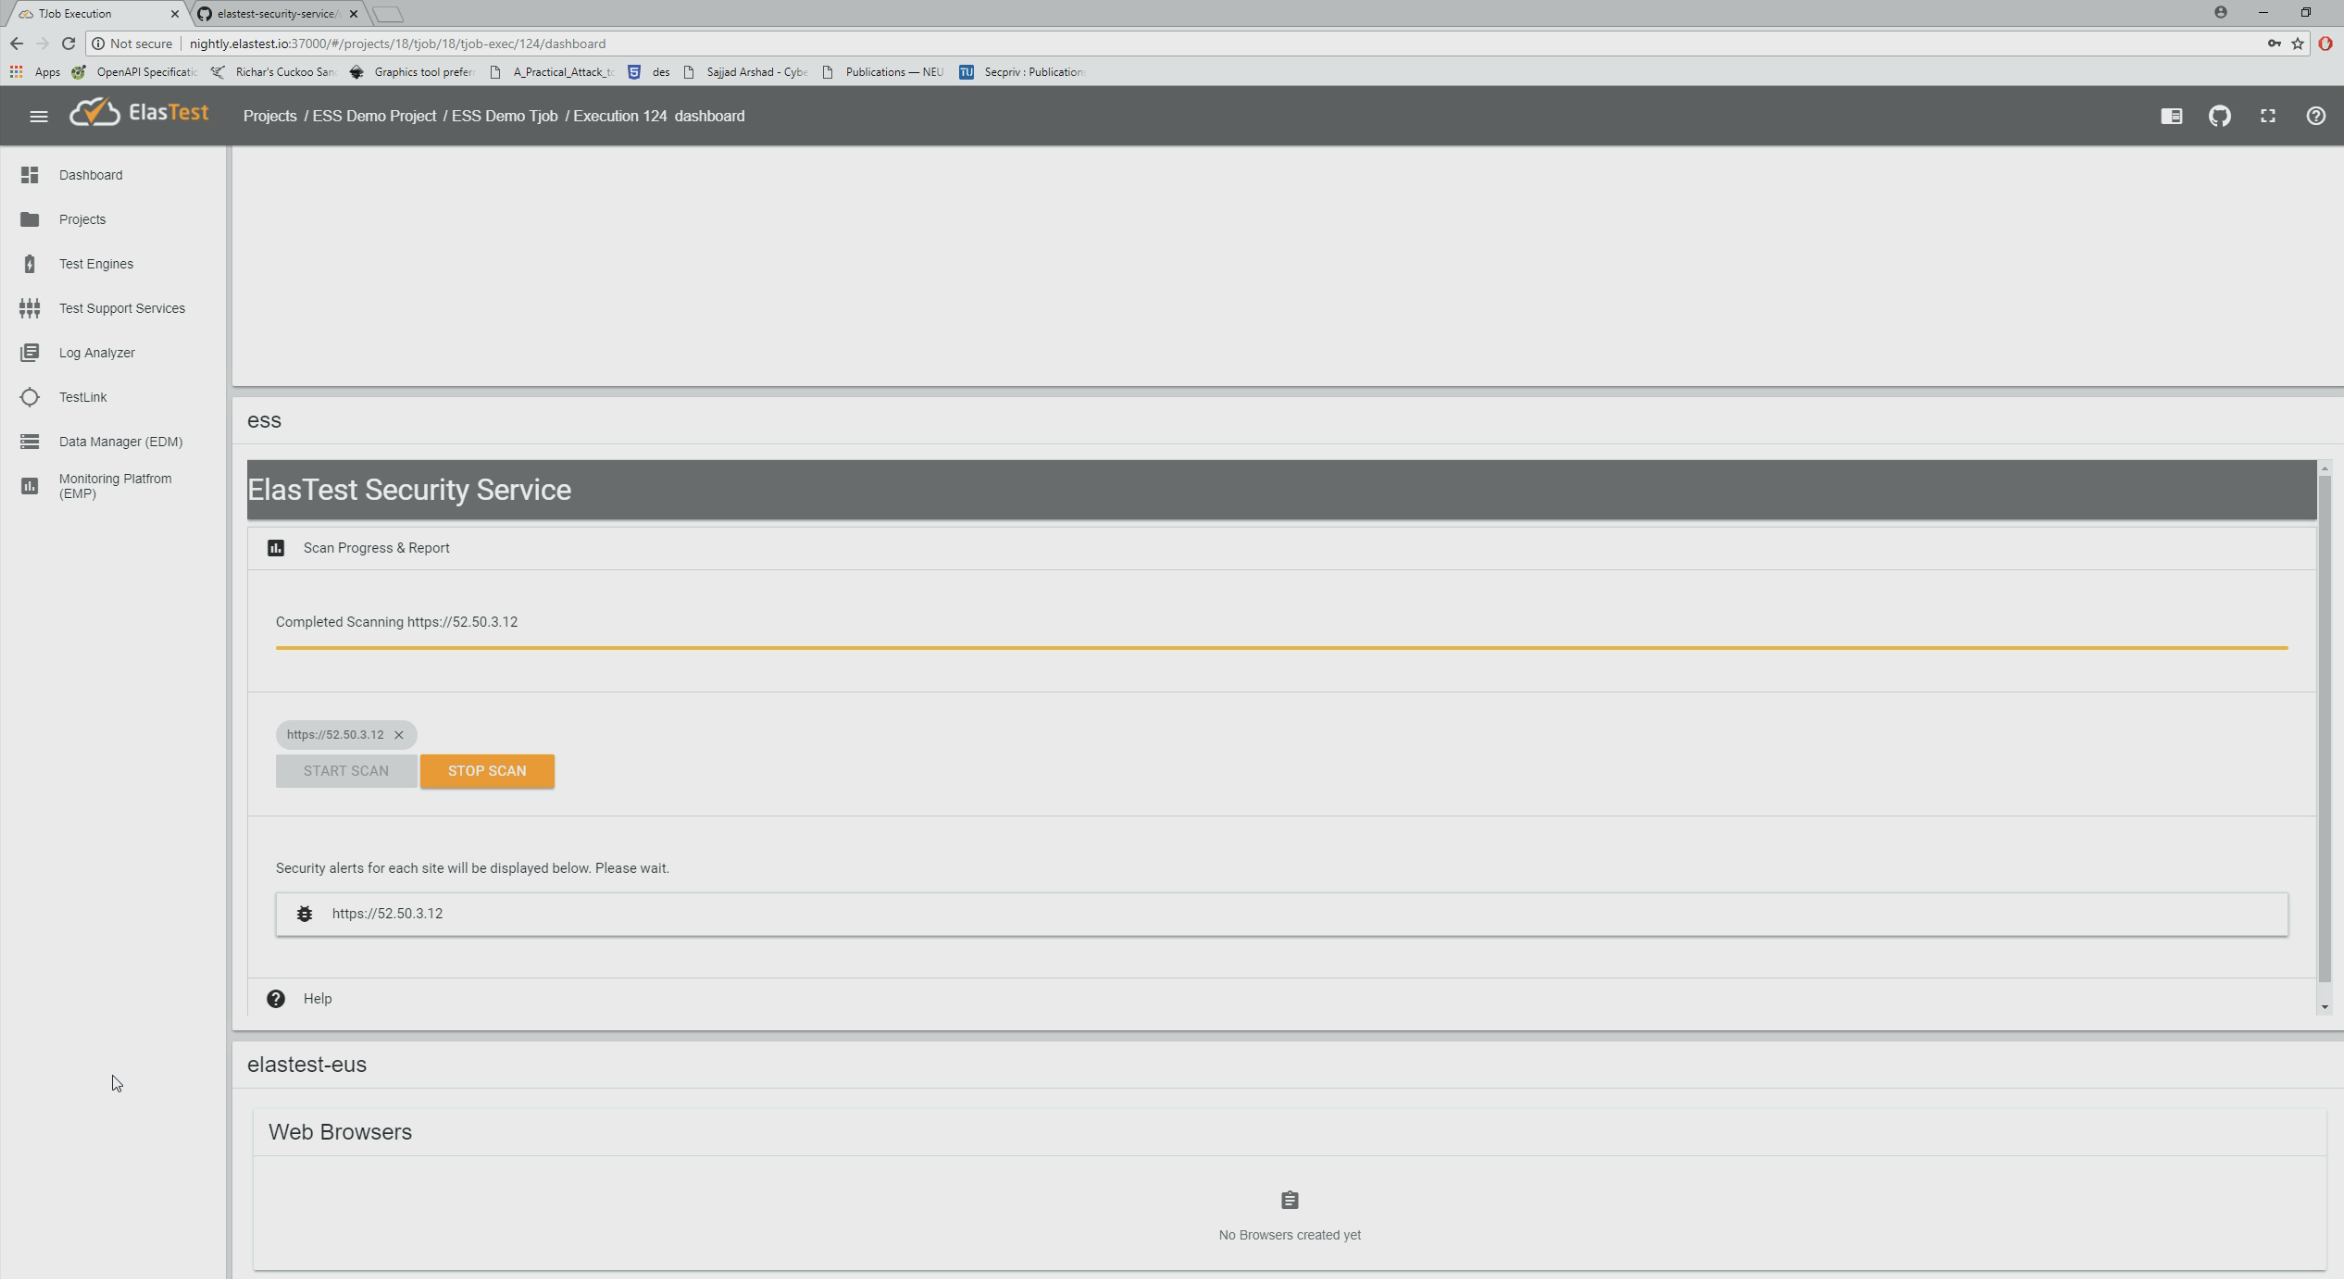 TJob Execution
elastest-security-service/
Not secure
nightly.elastest.io:37000/#/projects/18/tjob/18/tjob-exec/124/dashboard
Apps
OpenAPI Specificatic
Richar's Cuckoo San
Graphics tool prefer
A_Practical_Attack_to
des
Sajjad Arshad - Cybe
Publications — NEU
TU
Secpriv : Publication
ElasTest
Projects / ESS Demo Project / ESS Demo Tjob / Execution 124 dashboard
Dashboard
Projects
Test Engines
Test Support Services
Log Analyzer
TestLink
Data Manager (EDM)
Monitoring Platfrom
(EMP)
ess
ElasTest Security Service
Scan Progress & Report
Completed Scanning https://52.50.3.12
https://52.50.3.12
START SCAN
STOP SCAN
Security alerts for each site will be displayed below. Please wait.
https://52.50.3.12
Help
elastest-eus
Web Browsers
No Browsers created yet